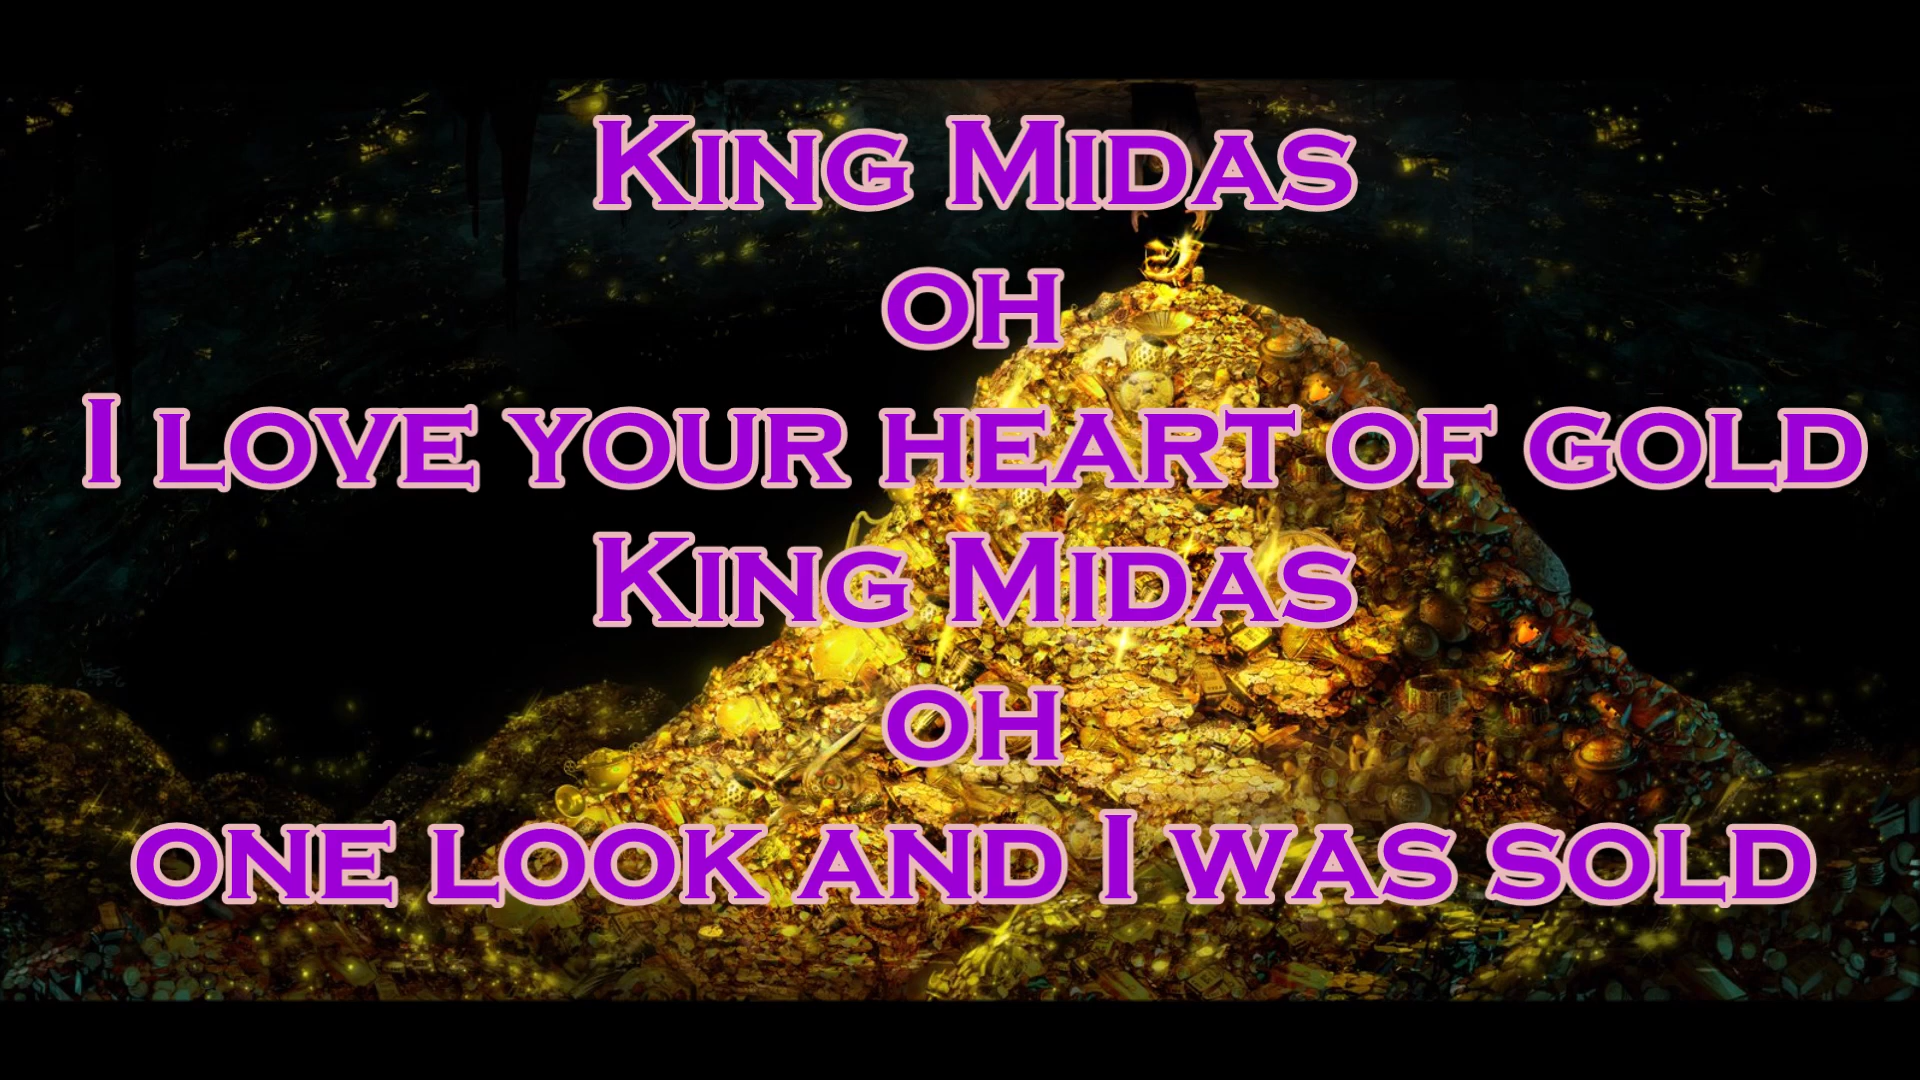 King Midas
oh
I love your heart of gold
King Midas
oh
one look and I was sold